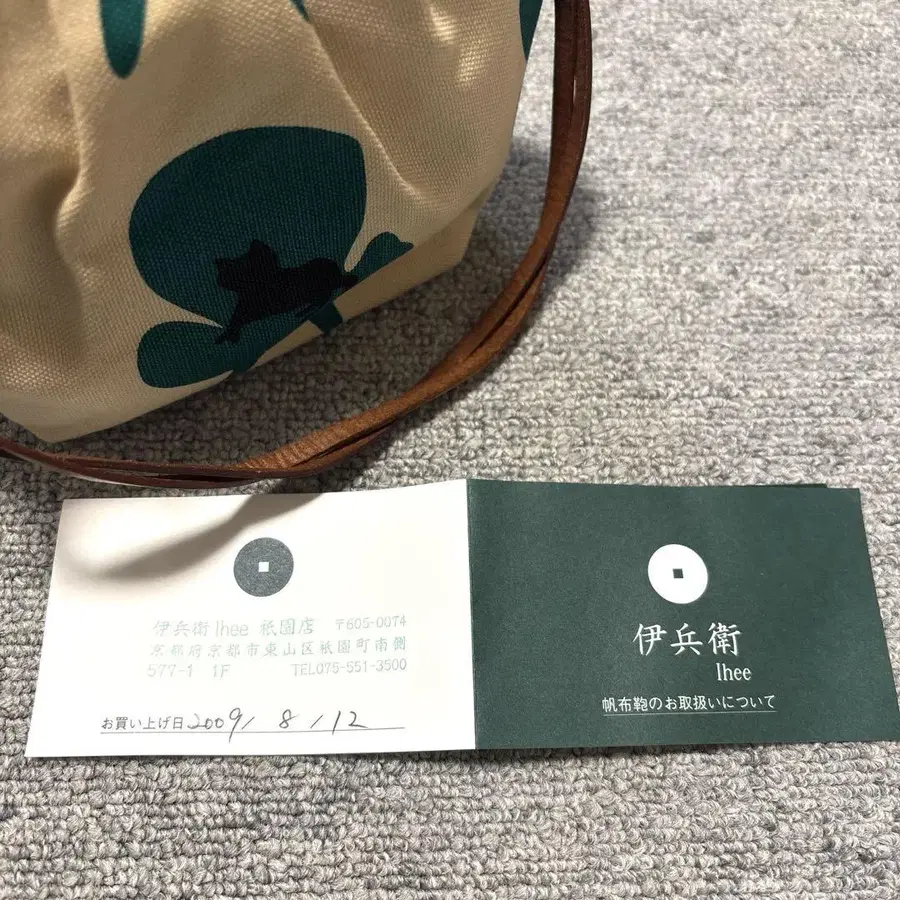 伊兵衛 Ihee 祇園店 〒605-0074
京都府京都市東山区祇園町南側
577-1 1F TEL075-551-3500
お買い上げ日 2009/ 8 / 12
伊兵衛
Ihee
帆布鞄のお取扱いについて